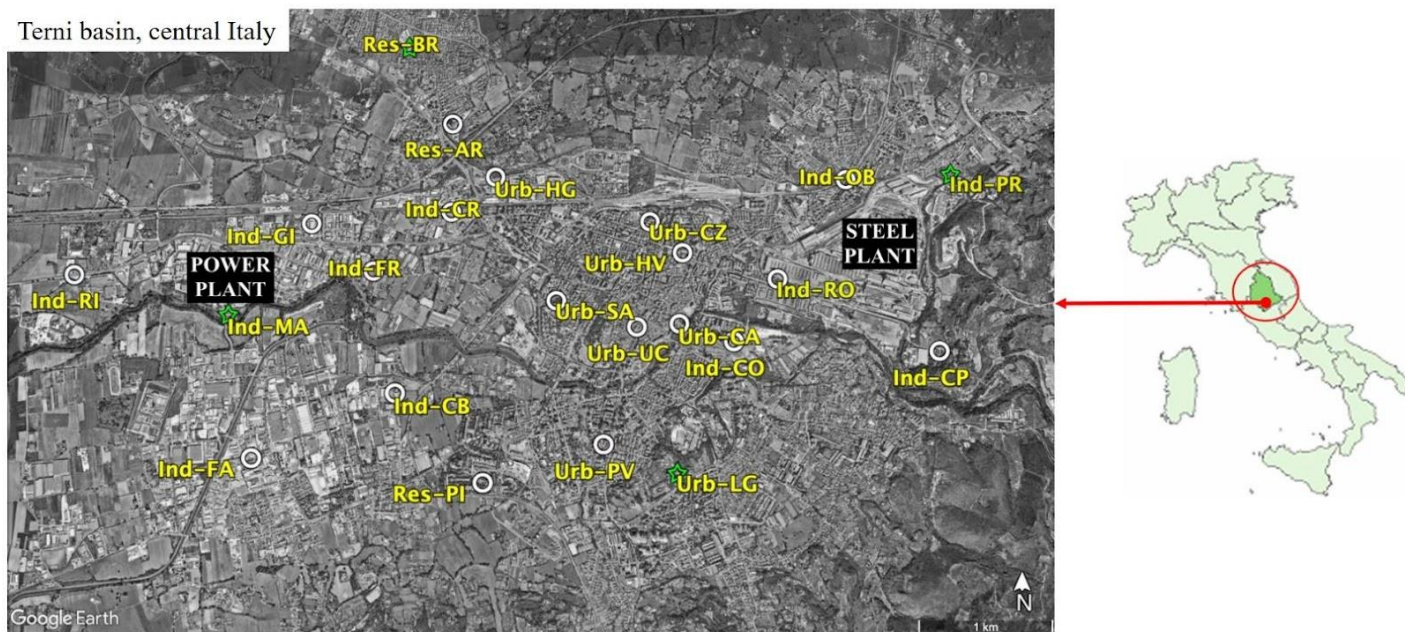 Terni basin, central Italy
Res-BR
Res-AR
Urb-HG
Ind-OB
Ind-PR
Ind-CR
Ind-GI
Urb-CZ
STEEL
PLANT
POWER
PLANT
Ind-FR
Urb-HV
Ind-RI
Ind-RO
Ind-MA
Urb-SA
Urb-CA
Urb-UC
Ind-CO
Ind-CP
Ind-CB
Ind-FA
Urb-PV
Res-PI
Urb-LG
N
Google Earth
1 km